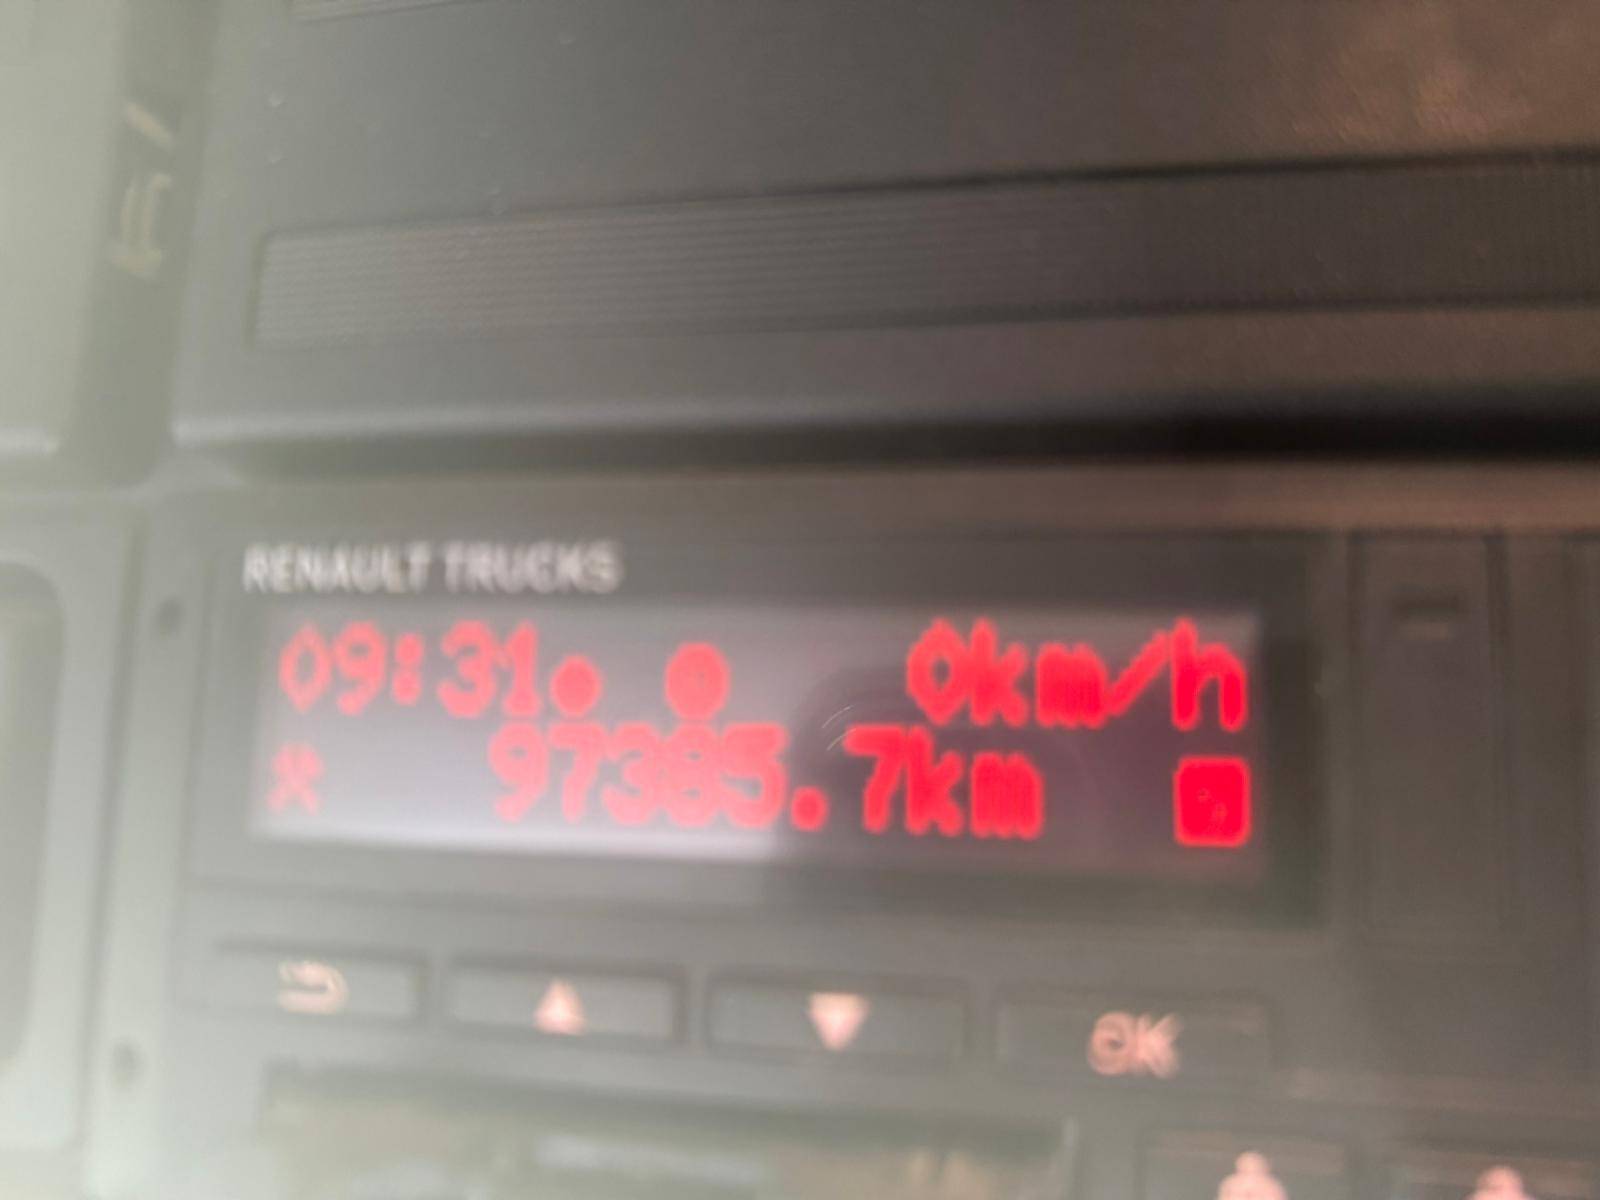 RENAULT TRUCKS
09:31 0km/h
97385.7km
OK